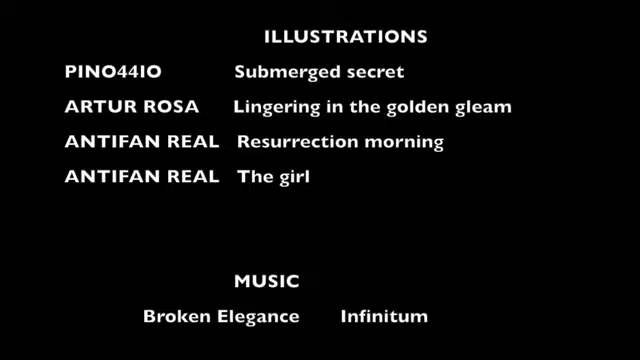 ILLUSTRATIONS
PINO44IO Submerged secret
ARTUR ROSA Lingering in the golden gleam
ANTIFAN REAL Resurrection morning
ANTIFAN REAL The girl
MUSIC
Broken Elegance Infinitum